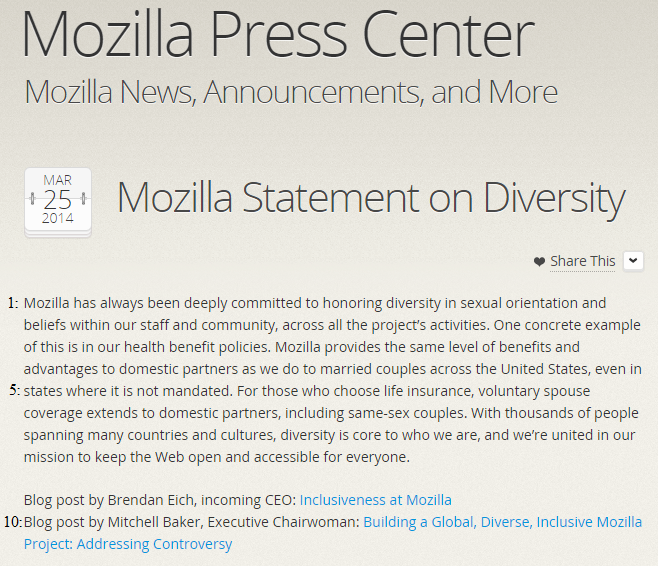 Mozilla Press Center
Mozilla News, Announcements, and More
MAR
25
2014
Mozilla Statement on Diversity
Share This
1: Mozilla has always been deeply committed to honoring diversity in sexual orientation and
beliefs within our staff and community, across all the project’s activities. One concrete example
of this is in our health benefit policies. Mozilla provides the same level of benefits and
advantages to domestic partners as we do to married couples across the United States, even in
5: states where it is not mandated. For those who choose life insurance, voluntary spouse
coverage extends to domestic partners, including same-sex couples. With thousands of people
spanning many countries and cultures, diversity is core to who we are, and we’re united in our
mission to keep the Web open and accessible for everyone.
Blog post by Brendan Eich, incoming CEO: Inclusiveness at Mozilla
10: Blog post by Mitchell Baker, Executive Chairwoman: Building a Global, Diverse, Inclusive Mozilla
Project: Addressing Controversy